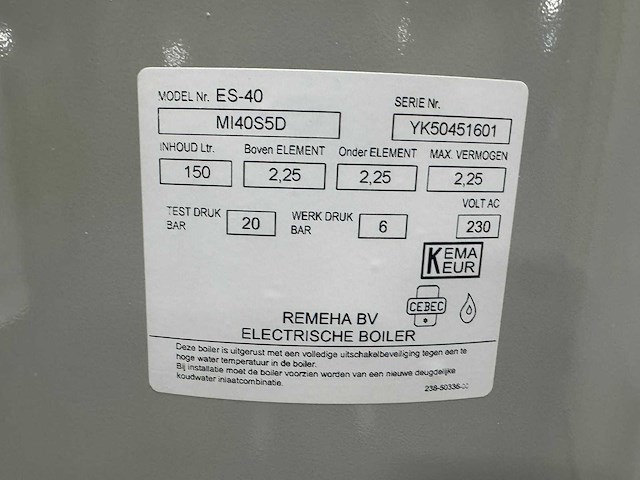 MODEL Nr. ES-40
SERIE Nr.
MI40S5D
YK50451601
INHOUD Ltr. Boven ELEMENT Onder ELEMENT MAX. VERMOGEN
150 2,25 2,25 2,25
VOLT AC
TEST DRUK BAR 20 WERK DRUK BAR 6 230
KEMA
KEUR
CEBEC
REMEHA BV
ELECTRISCHE BOILER
Deze boiler is uitgerust met een volledige uitschakelbeveiliging tegen een te
hoge water temperatuur in de boiler.
Bij installatie moet de boiler voorzien worden van een nieuwe deugdelijke
koudwater inlaatcombinatie.